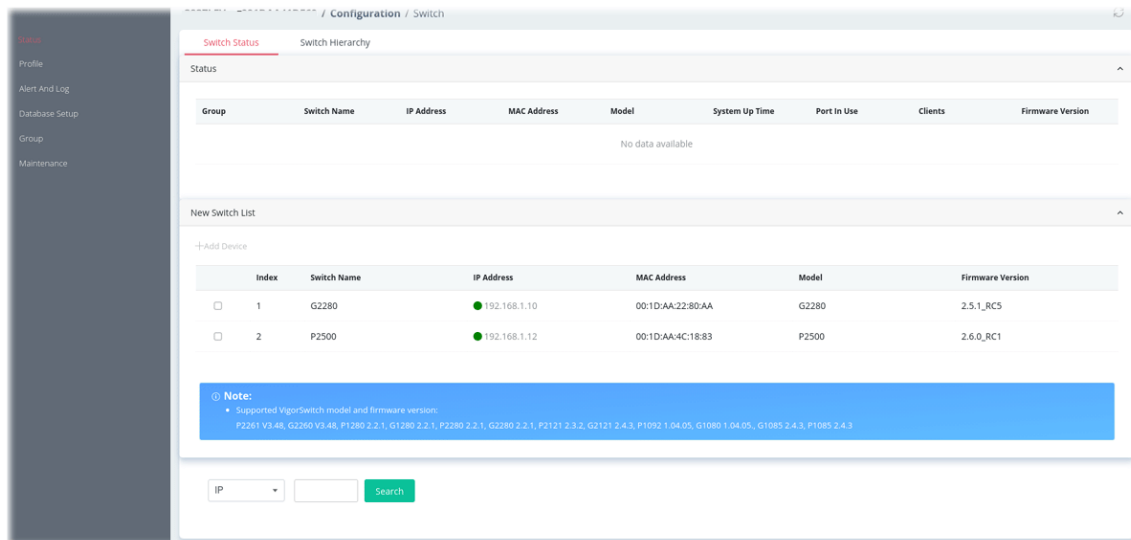 / Configuration / Switch
Status
Profile
Alert And Log
Database Setup
Group
Maintenance
Switch Status Switch Hierarchy
Status
Group Switch Name IP Address MAC Address Model System Up Time Port In Use Clients Firmware Version
No data available
New Switch List
+Add Device
Index Switch Name IP Address MAC Address Model Firmware Version
1 G2280 192.168.1.10 00:1D:AA:22:80:AA G2280 2.5.1_RC5
2 P2500 192.168.1.12 00:1D:AA:4C:18:83 P2500 2.6.0_RC1
Note:
• Supported VigorSwitch model and firmware version:
P2261 V3.48, G2260 V3.48, P1280 2.2.1, G1280 2.2.1, P2280 2.2.1, G2280 2.2.1, P2121 2.3.2, G2121 2.4.3, P1092 1.04.05, G1080 1.04.05., G1085 2.4.3, P1085 2.4.3
IP Search